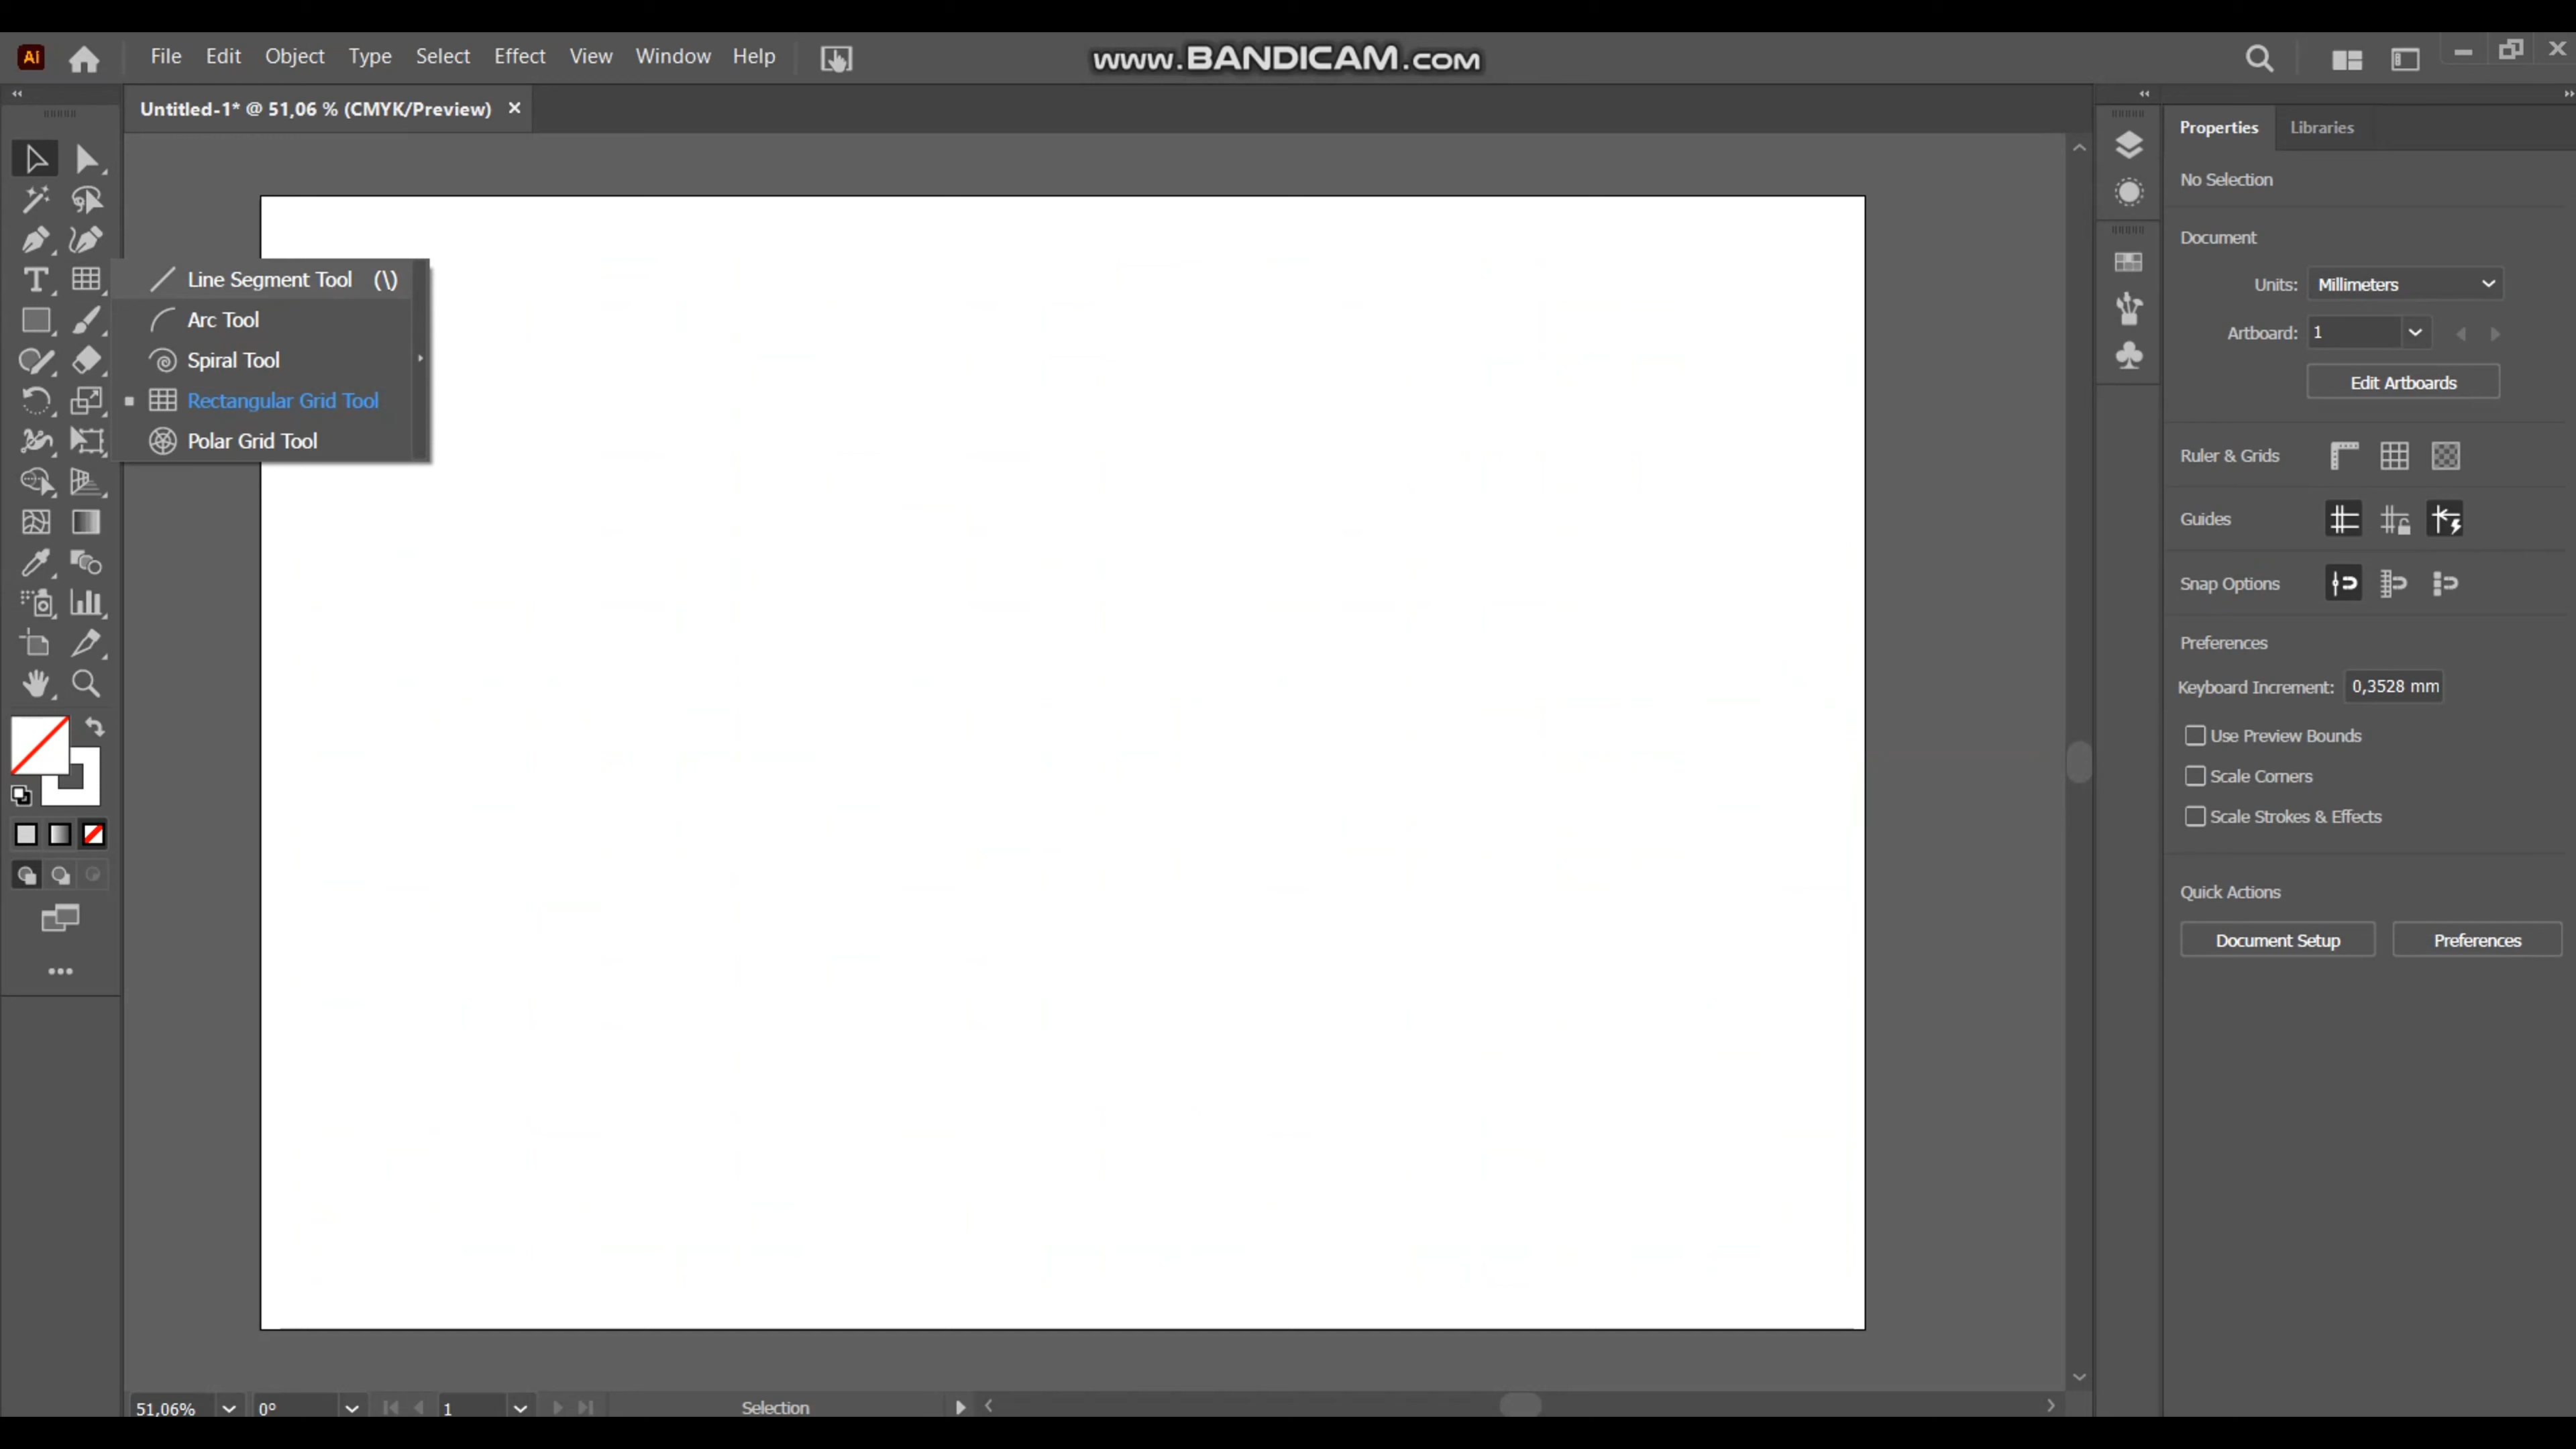 www.BANDICAM.com
Ai File Edit Object Type Select Effect View Window Help
Untitled-1* @ 51,06 % (CMYK/Preview)
Line Segment Tool (\)
Arc Tool
Spiral Tool
Rectangular Grid Tool
Polar Grid Tool
Properties Libraries
No Selection
Document
Units: Millimeters
Artboard: 1
Edit Artboards
Ruler & Grids
Guides
Snap Options
Preferences
Keyboard Increment: 0,3528 mm
Use Preview Bounds
Scale Corners
Scale Strokes & Effects
Quick Actions
Document Setup Preferences
51,06% 0° 1 Selection